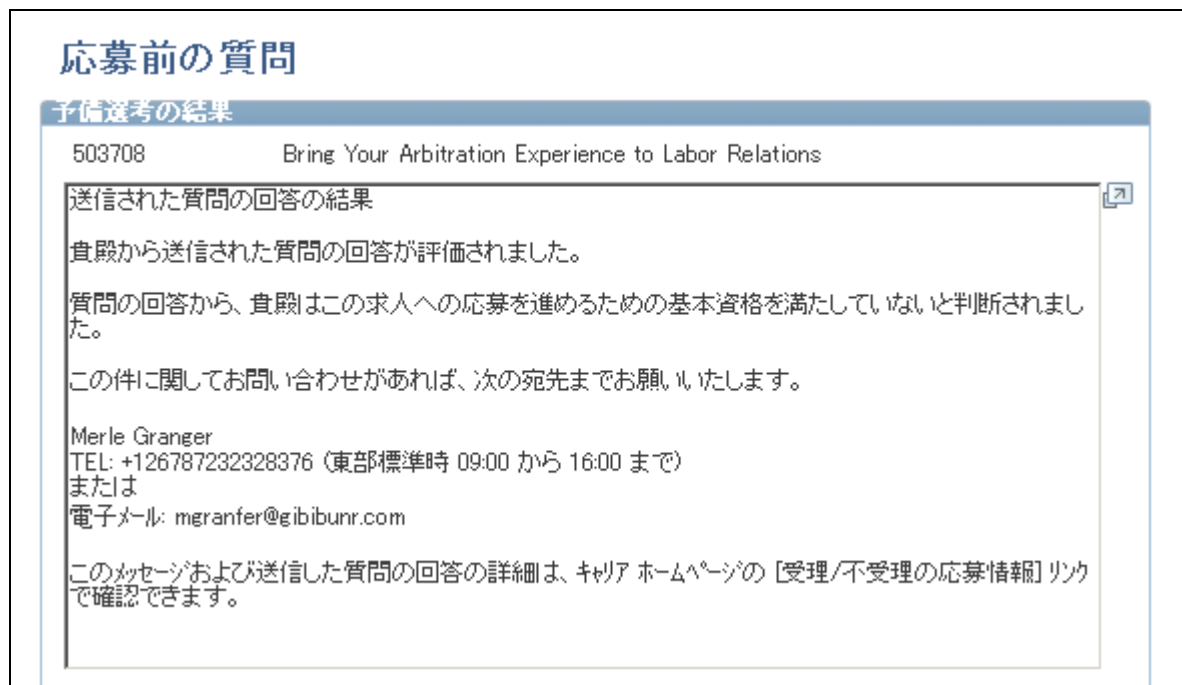 応募前の質問
予備選考の結果
503708 Bring Your Arbitration Experience to Labor Relations
送信された質問の回答の結果
貴殿から送信された質問の回答が評価されました。
質問の回答から、貴殿はこの求人への応募を進めるための基本資格を満たしていないと判断されまし
た。
この件に関してお問い合わせがあれば、次の宛先までお願いいたします。
Merle Granger
TEL: +126787232328376 (東部標準時 09:00 から 16:00 まで)
または
電子メール: mgranfer@gibibunr.com
このメッセージおよび送信した質問の回答の詳細は、キャリア ホームページの [受理/不受理の応募情報] リンク
で確認できます。